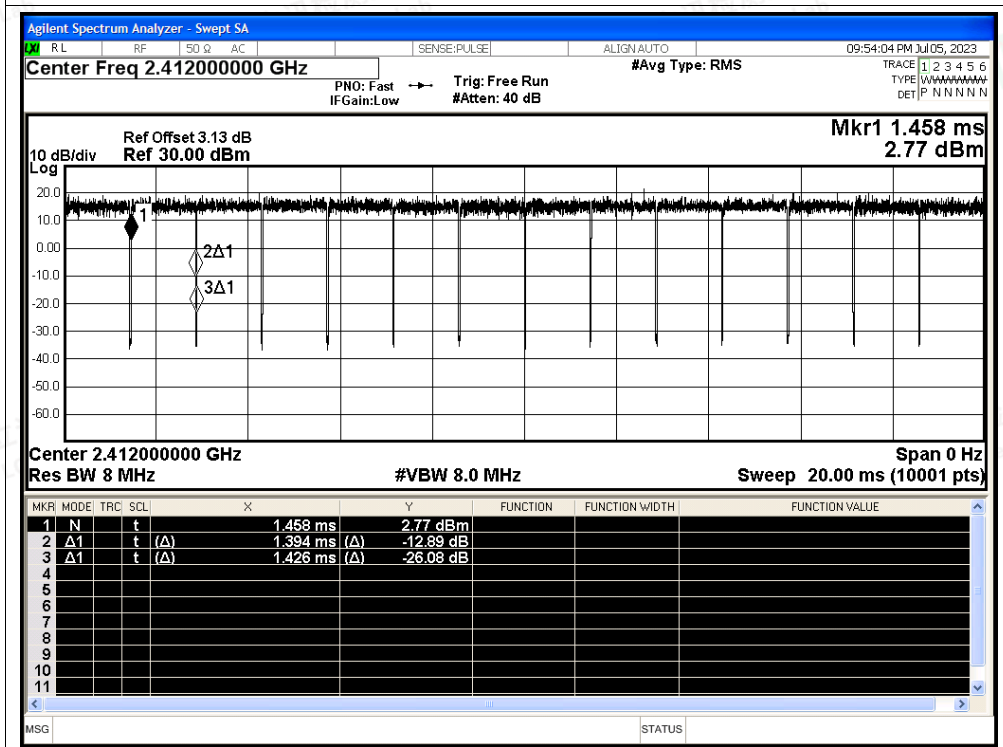 Agilent Spectrum Analyzer - Swept SA
LXI RL RF 50 Ω AC SENSE:PULSE ALIGN AUTO 09:54:04 PM Jul 05, 2023
Center Freq 2.412000000 GHz #Avg Type: RMS TRACE 1 2 3 4 5 6
PNO: Fast Trig: Free Run TYPE WWWWWW
IFGain:Low #Atten: 40 dB DET P N N N N N
Mkr1 1.458 ms
Ref Offset 3.13 dB
10 dB/div Ref 30.00 dBm 2.77 dBm
Log
20.0
1
10.0
0.00
2Δ1
-10.0
3Δ1
-20.0
-30.0
-40.0
-50.0
-60.0
Center 2.412000000 GHz Span 0 Hz
Res BW 8 MHz #VBW 8.0 MHz Sweep 20.00 ms (10001 pts)
MKR MODE TRC SCL X Y FUNCTION FUNCTION WIDTH FUNCTION VALUE
1 N t 1.458 ms 2.77 dBm
2 Δ1 t (Δ) 1.394 ms (Δ) -12.89 dB
3 Δ1 t (Δ) 1.426 ms (Δ) -26.08 dB
4
5
6
7
8
9
10
11
MSG STATUS